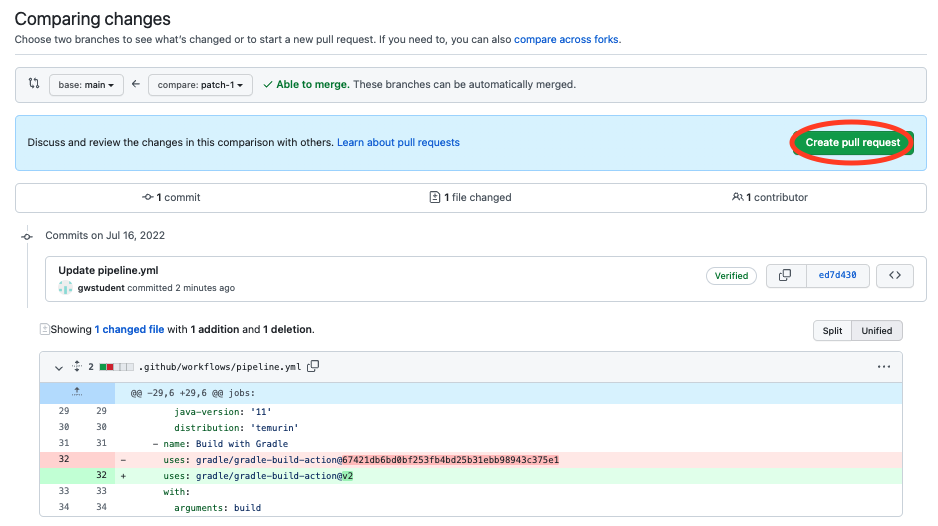 Comparing changes
Choose two branches to see what's changed or to start a new pull request. If you need to, you can also compare across forks.
base: main compare: patch-1 Able to merge. These branches can be automatically merged.
Discuss and review the changes in this comparison with others. Learn about pull requests Create pull request
1 commit 1 file changed 1 contributor
Commits on Jul 16, 2022
Update pipeline.yml
gwstudent committed 2 minutes ago Verified ed7d430
Showing 1 changed file with 1 addition and 1 deletion. Split Unified
2 .github/workflows/pipeline.yml
@@ -29,6 +29,6 @@ jobs:
29 29 java-version: '11'
30 30 distribution: 'temurin'
31 31 - name: Build with Gradle
32 - uses: gradle/gradle-build-action@67421db6bd0bf253fb4bd25b31ebb98943c375e1
32 + uses: gradle/gradle-build-action@v2
33 33 with:
34 34 arguments: build